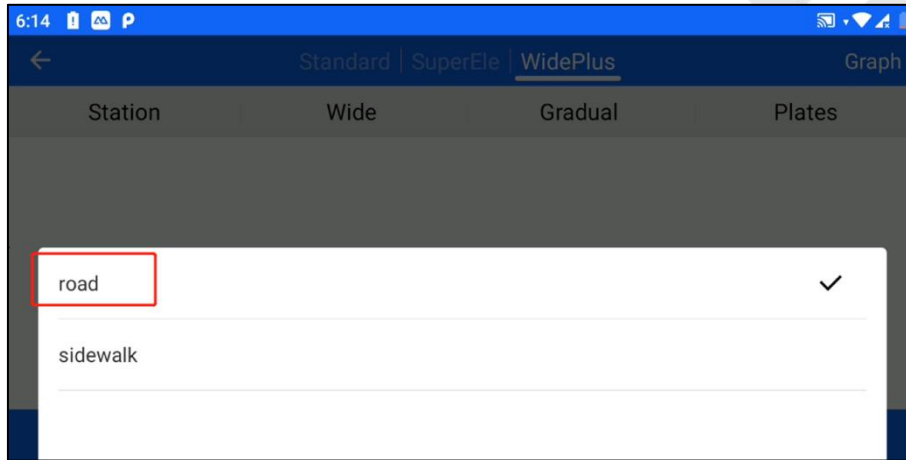 6:14
Standard | SuperEle | WidePlus Graph
Station Wide Gradual Plates
road
sidewalk